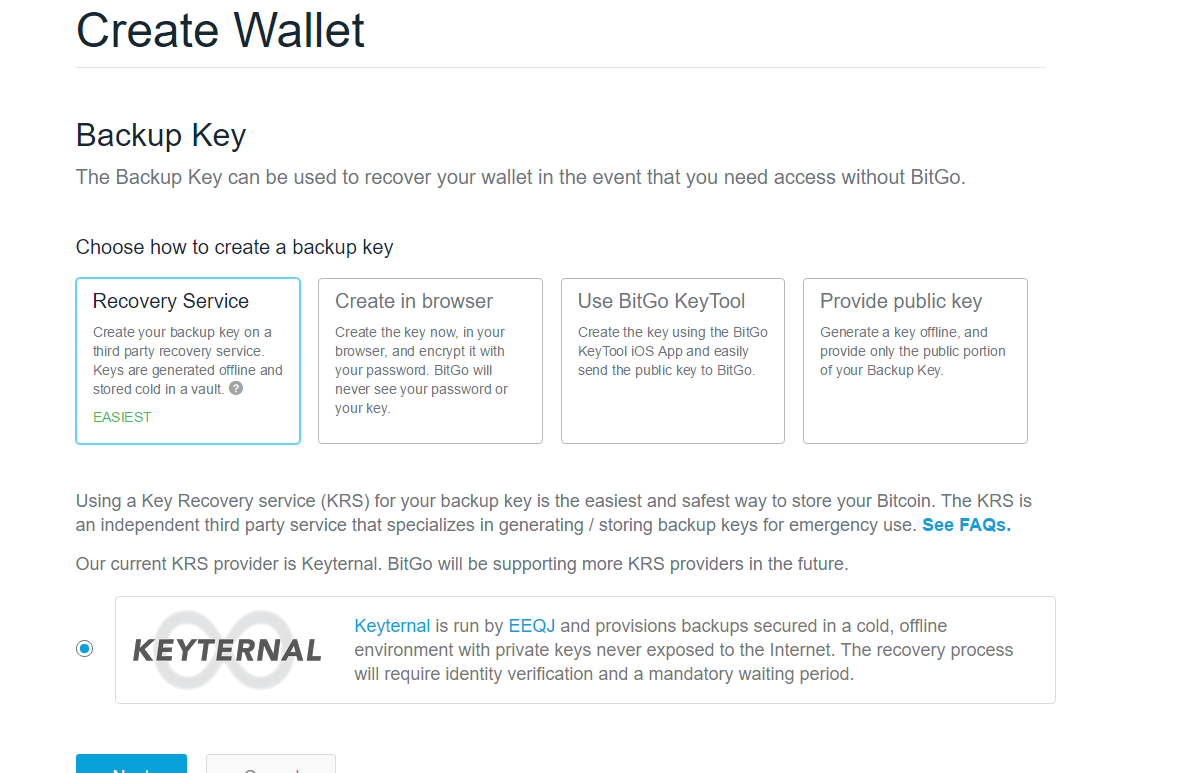 Create Wallet
Backup Key
The Backup Key can be used to recover your wallet in the event that you need access without BitGo.
Choose how to create a backup key
Recovery Service
Create your backup key on a
third party recovery service.
Keys are generated offline and
stored cold in a vault. ?
EASIEST
Create in browser
Create the key now, in your
browser, and encrypt it with
your password. BitGo will
never see your password or
your key.
Use BitGo KeyTool
Create the key using the BitGo
KeyTool iOS App and easily
send the public key to BitGo.
Provide public key
Generate a key offline, and
provide only the public portion
of your Backup Key.
Using a Key Recovery service (KRS) for your backup key is the easiest and safest way to store your Bitcoin. The KRS is
an independent third party service that specializes in generating / storing backup keys for emergency use. See FAQs.
Our current KRS provider is Keyternal. BitGo will be supporting more KRS providers in the future.
KEYTERNAL
Keyternal is run by EEQJ and provisions backups secured in a cold, offline
environment with private keys never exposed to the Internet. The recovery process
will require identity verification and a mandatory waiting period.